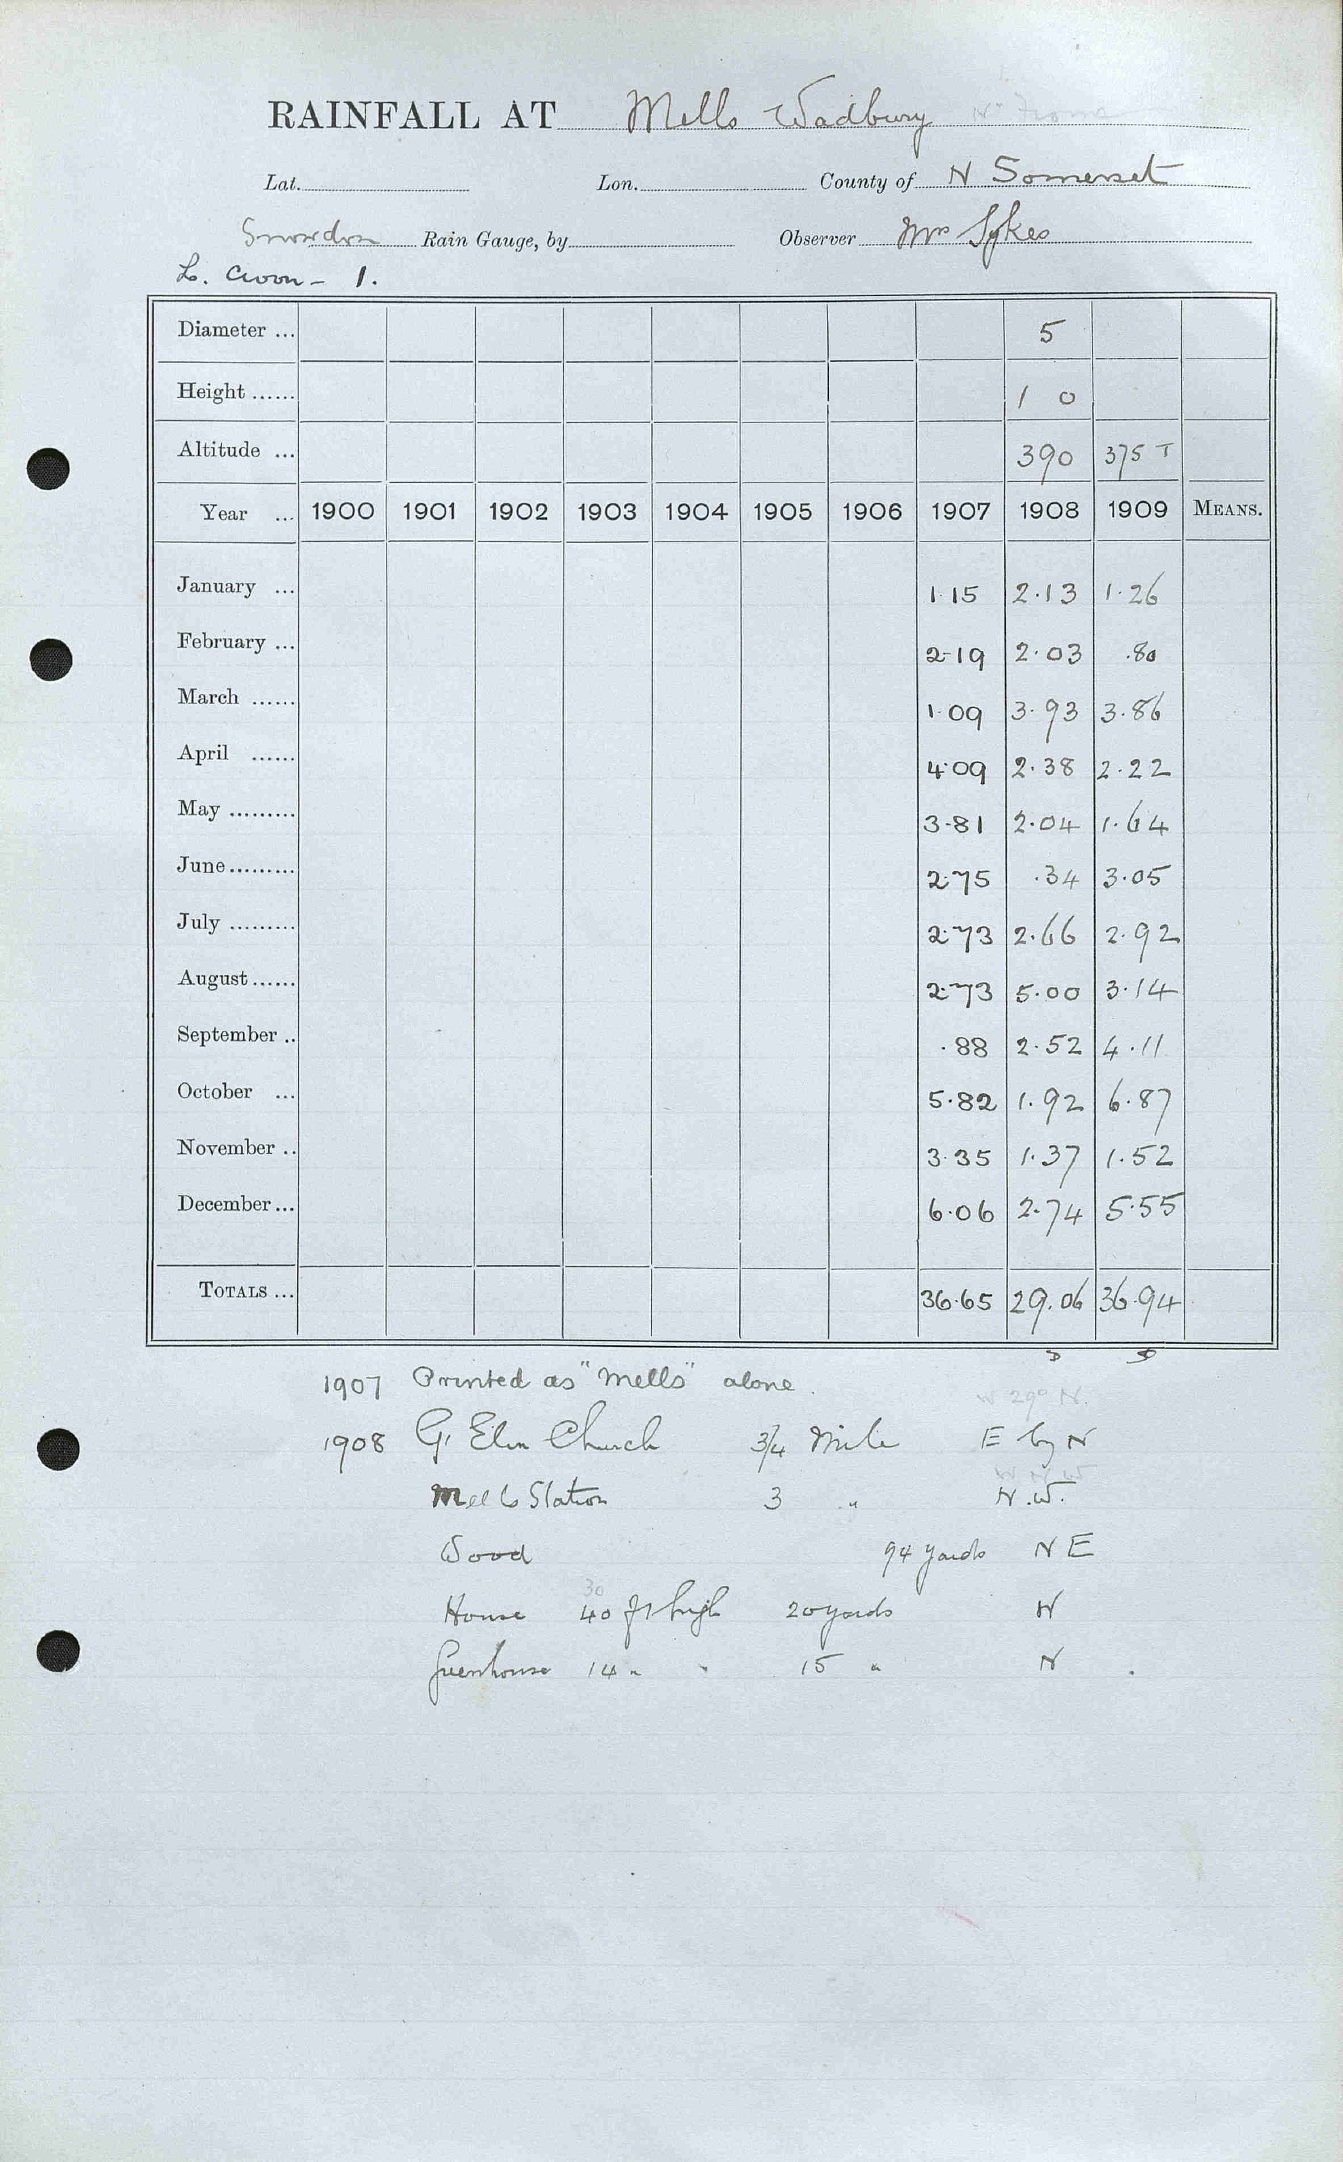 RAINFALL AT Mells Wadbury Nr Frome
Lat. Lon. County of N Somerset
Snowdon Rain Gauge, by Observer Mrs Sykes
L. Avon - 1.
Diameter ... 5
Height ...... 1 0
Altitude ... 390 375 T
Year ... 1900 1901 1902 1903 1904 1905 1906 1907 1908 1909 MEANS.
January ... 1.15 2.13 1.26
February ... 2.19 2.03 .80
March ...... 1.09 3.93 3.86
April ...... 4.09 2.38 2.22
May ......... 3.81 2.04 1.64
June ......... 2.75 .34 3.05
July ......... 2.73 2.66 2.92
August ...... 2.73 5.00 3.14
September .. .88 2.52 4.11
October ... 5.82 1.92 6.87
November .. 3.35 1.37 1.52
December ... 6.06 2.74 5.55
TOTALS ... 36.65 29.06 36.94
1907 Printed as "Mells" alone.
W 29° N.
1908 Gt Elm Church 3/4 Mile E by N
W N W
Mells Station 3 " N.W.
Wood 94 yards N E
30
House 40 ft high 20 yards N
Greenhouse 14 " " 15 " N